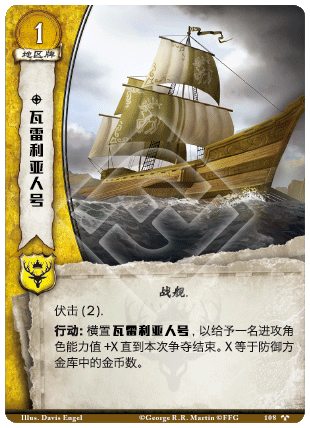 1
地区牌
瓦雷利亚人号
战舰.
伏击 (2).
行动: 横置瓦雷利亚人号, 以给予一名进攻角
色能力值 +X 直到本次争夺结束。X 等于防御方
金库中的金币数。
Illus. Davis Engel
©George R.R. Martin ©FFG
108